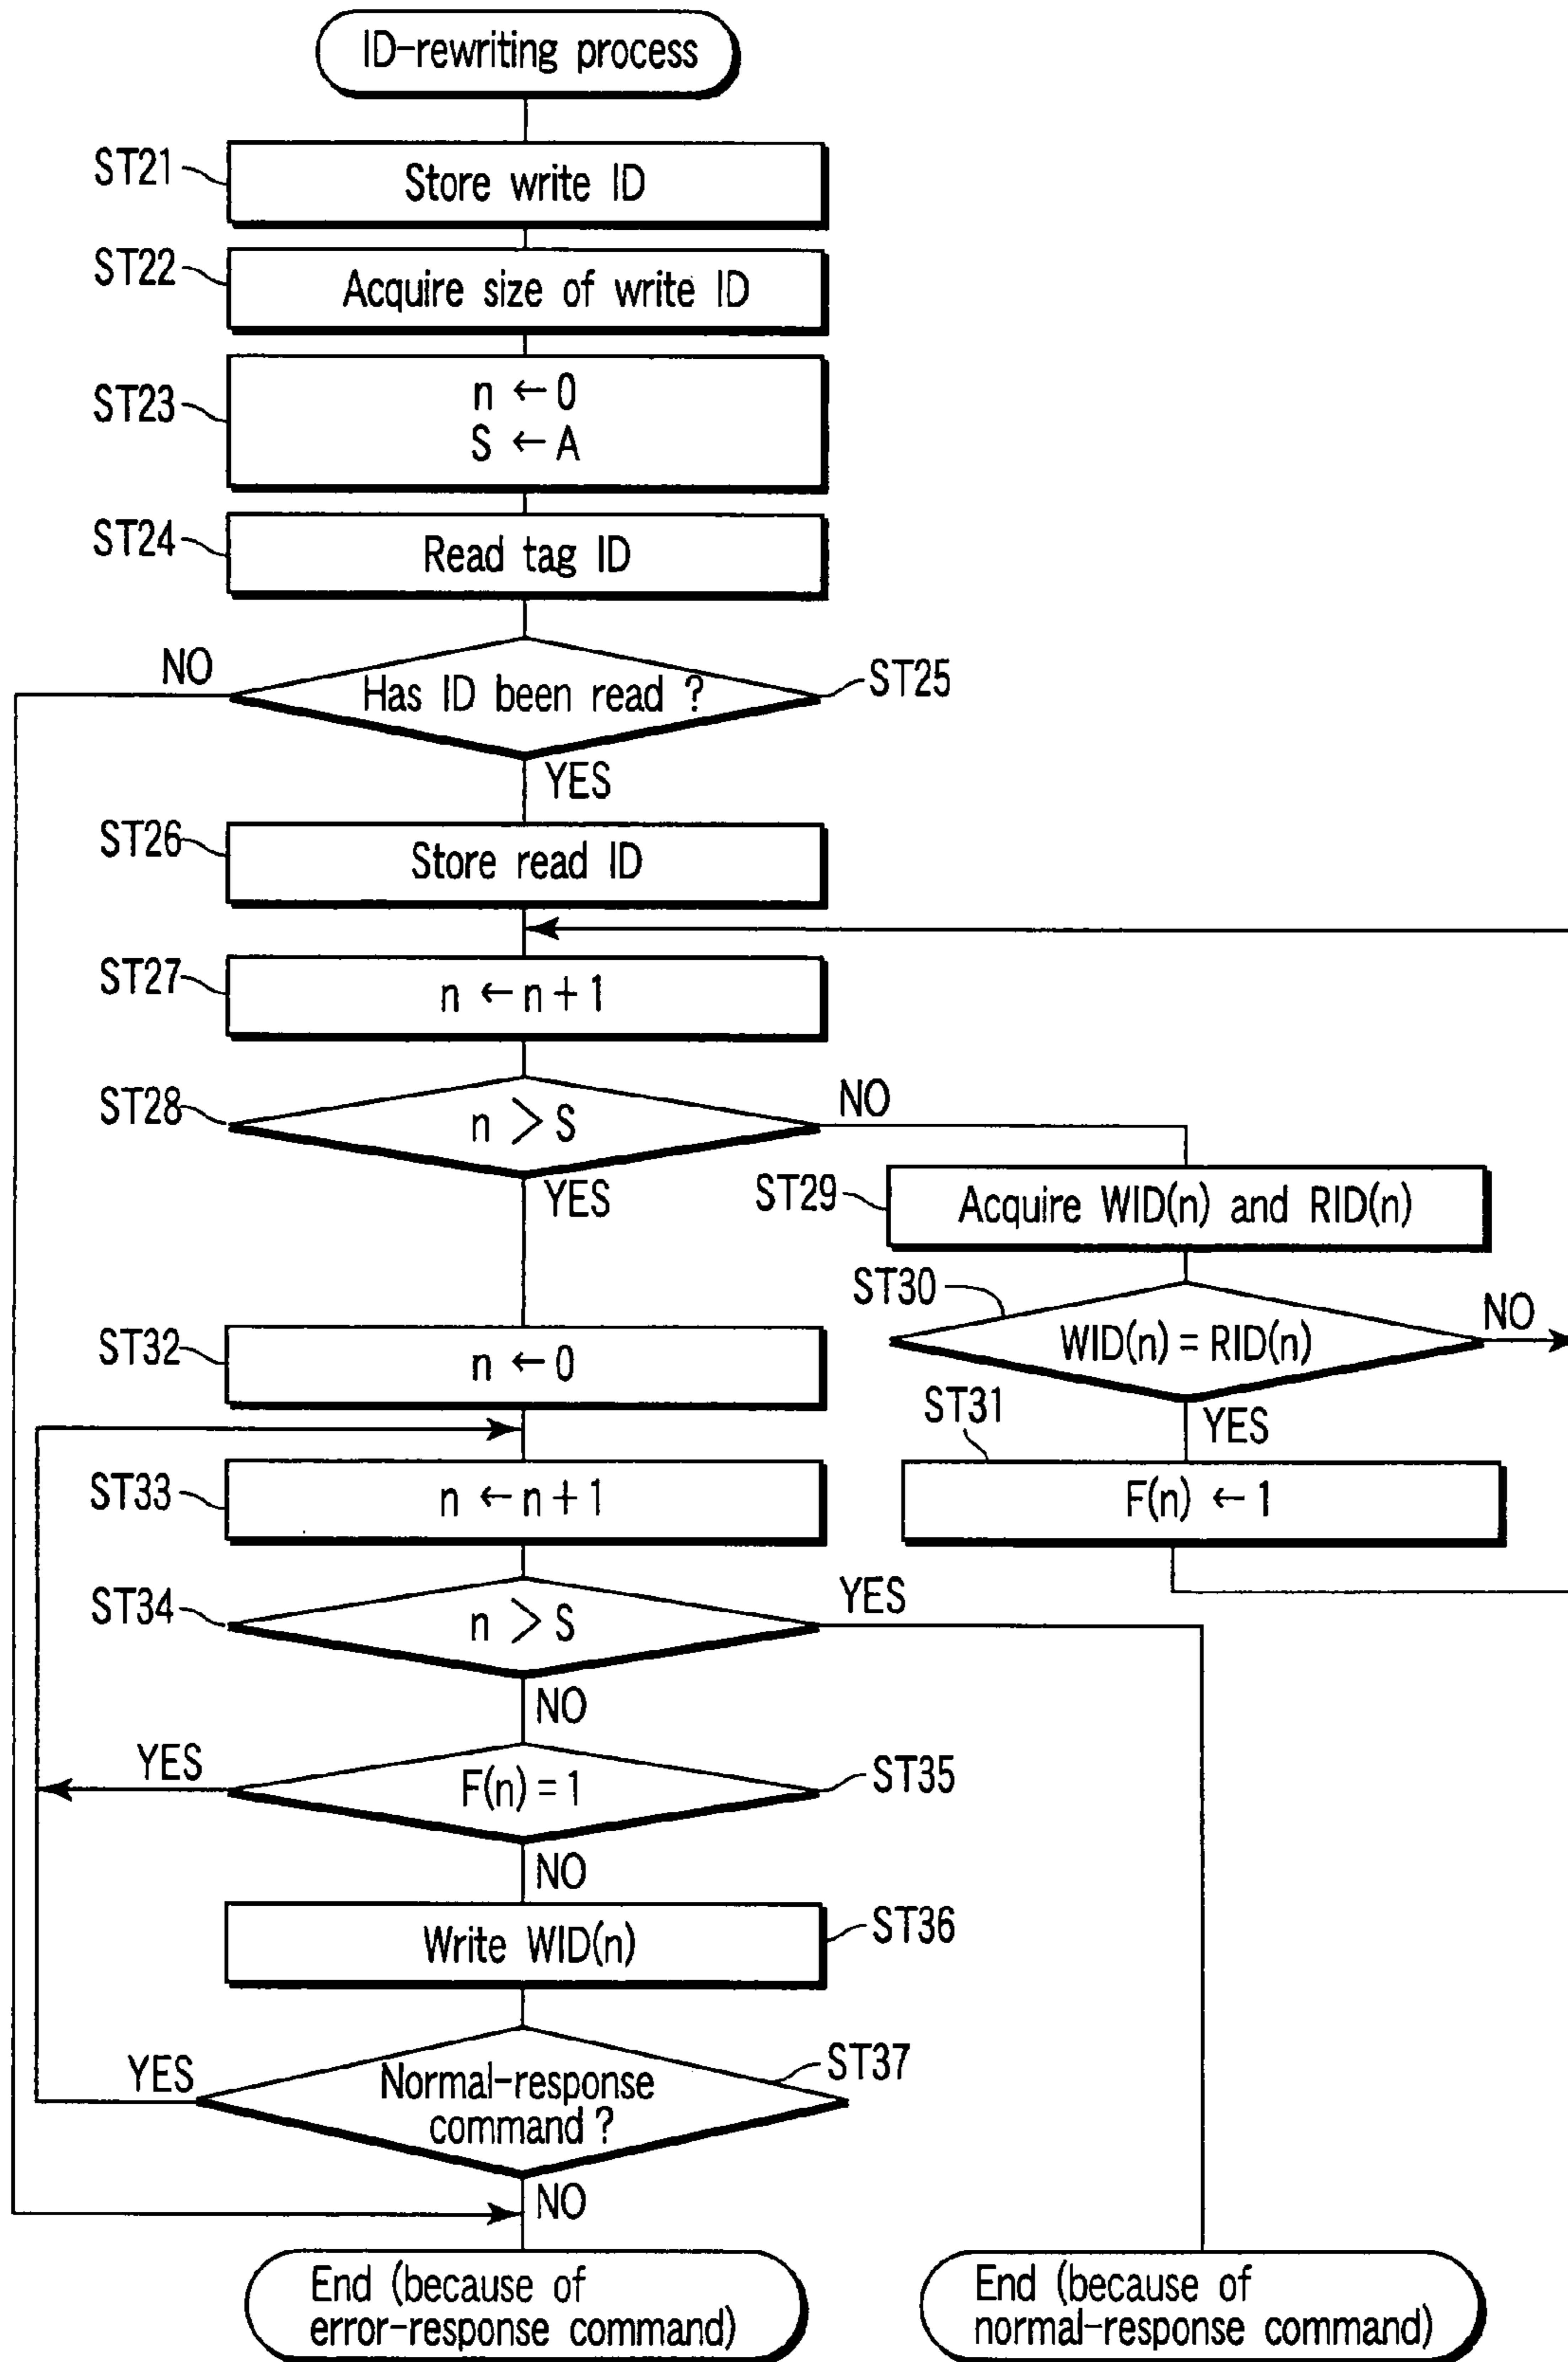 ID-rewriting process
ST21
Store write ID
ST22
Acquire size of write ID
ST23
n ← 0
S ← A
ST24
Read tag ID
NO
Has ID been read ?
ST25
YES
ST26
Store read ID
ST27
n ← n + 1
ST28
n > S
NO
YES
ST29
Acquire WID(n) and RID(n)
ST30
WID(n) = RID(n)
NO
YES
ST31
F(n) ← 1
ST32
n ← 0
ST33
n ← n + 1
ST34
n > S
YES
NO
YES
F(n) = 1
ST35
NO
Write WID(n)
ST36
YES
Normal-response
command ?
ST37
NO
End (because of
error-response command)
End (because of
normal-response command)